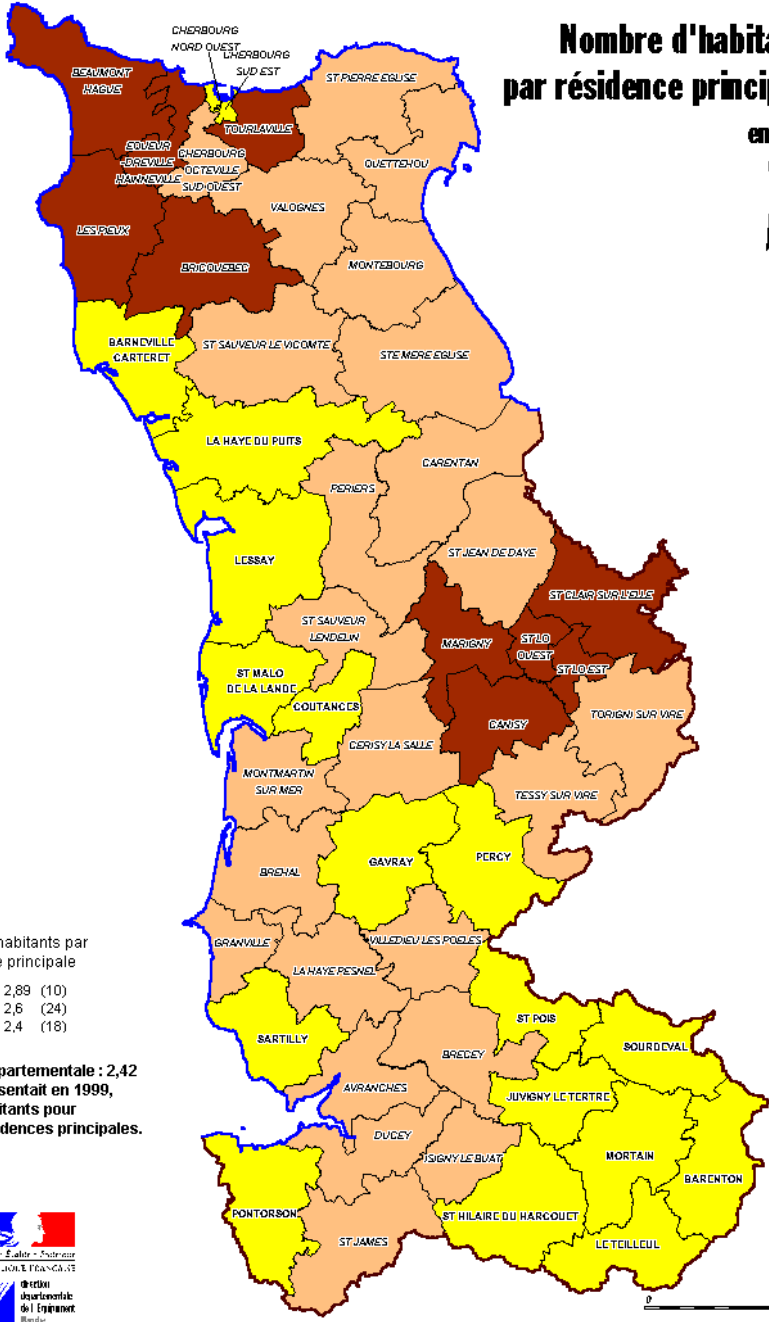 Nombre d'habita
par résidence princip
en
CHERBOURG
NORD OUEST
CHERBOURG
SUD EST
BEAUMONT
HAGUE
ST PIERRE EGLISE
TOURLAVILLE
EQUEUR
-DREVILLE
HAINNEVILLE
CHERBOURG
OCTEVILLE
SUD OUEST
QUETTEHOU
VALOGNES
LES PIEUX
BRICQUEBEC
MONTEBOURG
BARNEVILLE
CARTERET
ST SAUVEUR LE VICOMTE
STE MERE EGLISE
LA HAYE DU PUITS
CARENTAN
PERIERS
LESSAY
ST JEAN DE DAYE
ST CLAIR SUR L'ELLE
ST SAUVEUR
LENDELIN
MARIGNY
ST LO
OUEST
ST LO EST
ST MALO
DE LA LANDE
COUTANCES
TORIGNI SUR VIRE
CANISY
CERISY LA SALLE
MONTMARTIN
SUR MER
TESSY SUR VIRE
BREHAL
GAVRAY
PERCY
GRANVILLE
VILLEDIEU LES POELES
LA HAYE PESNEL
ST POIS
SARTILLY
SOURDEVAL
BRECEY
AVRANCHES
JUVIGNY LE TERTRE
DUCEY
ISIGNY LE BUAT
MORTAIN
BARENTON
PONTORSON
ST HILAIRE DU HARCOUET
ST JAMES
LE TEILLEUL
habitants par
e principale
2,89 (10)
2,6 (24)
2,4 (18)
partementale : 2,42
sentait en 1999,
itants pour
idences principales.
direction
départementale
de l'Equipement
0